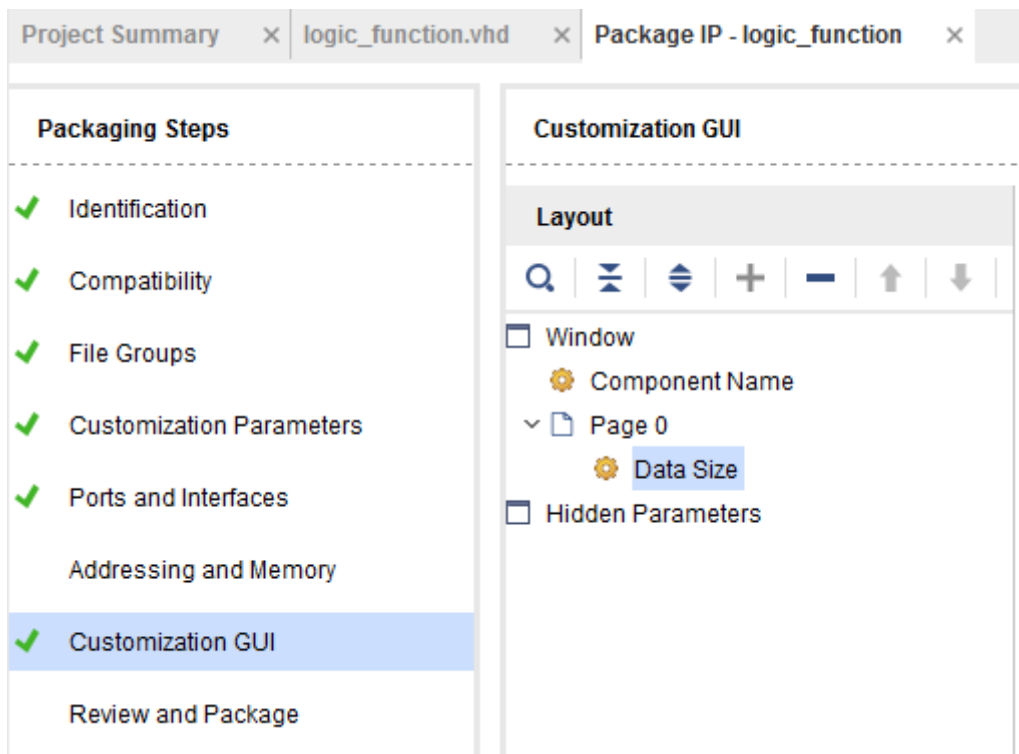 Project Summary
logic_function.vhd
Package IP - logic_function
Packaging Steps
Identification
Compatibility
File Groups
Customization Parameters
Ports and Interfaces
Addressing and Memory
Customization GUI
Review and Package
Customization GUI
Layout
Window
Component Name
Page 0
Data Size
Hidden Parameters